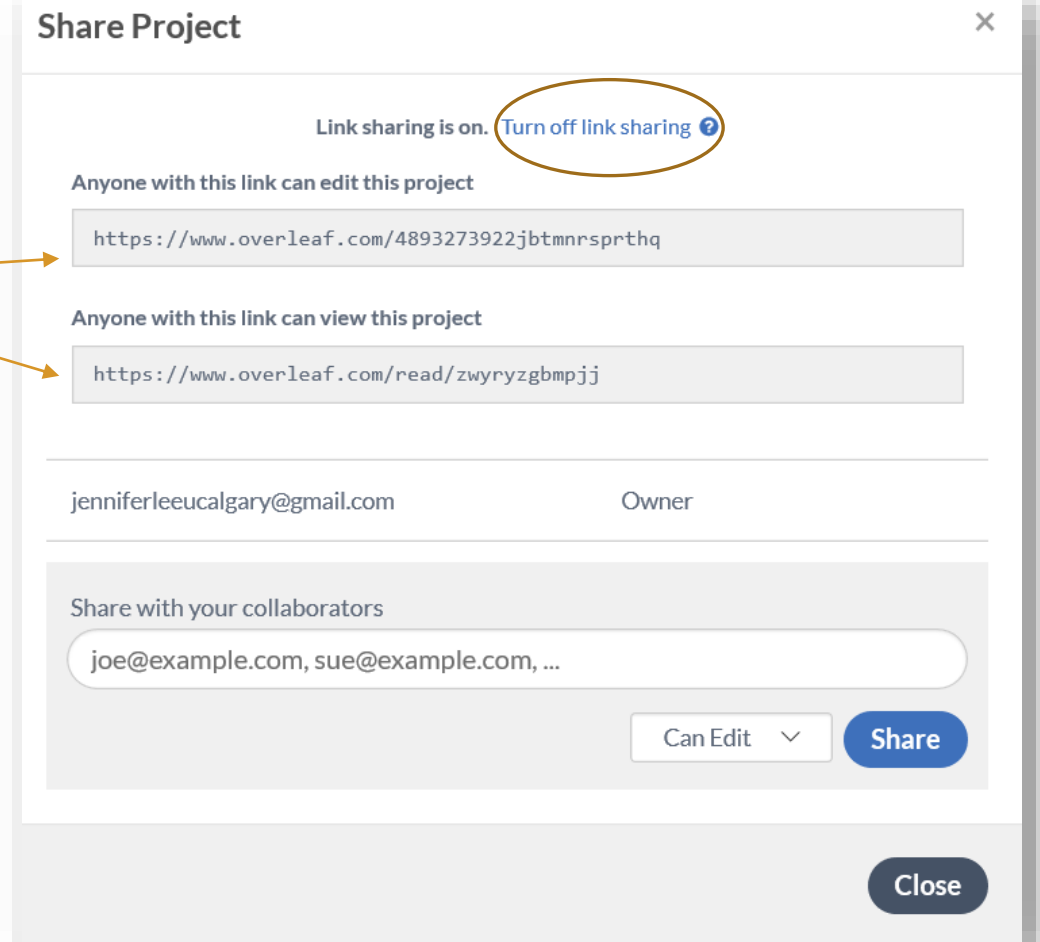 Share Project
Link sharing is on. Turn off link sharing
Anyone with this link can edit this project
https://www.overleaf.com/4893273922jbtmnrsprthq
Anyone with this link can view this project
https://www.overleaf.com/read/zwyryzgbmpjj
jenniferleeucalgary@gmail.com Owner
Share with your collaborators
joe@example.com, sue@example.com, ...
Can Edit Share
Close